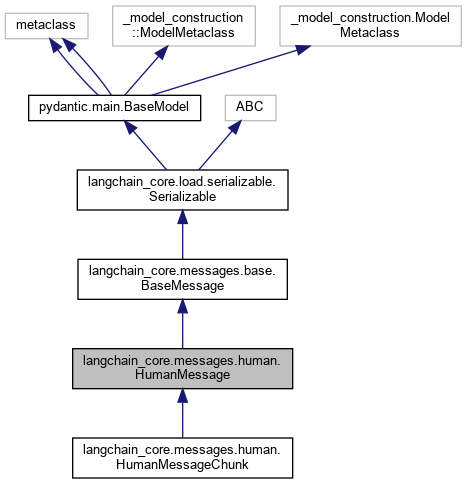 metaclass
_model_construction
::ModelMetaclass
_model_construction.Model
Metaclass
pydantic.main.BaseModel
ABC
langchain_core.load.serializable.
Serializable
langchain_core.messages.base.
BaseMessage
langchain_core.messages.human.
HumanMessage
langchain_core.messages.human.
HumanMessageChunk